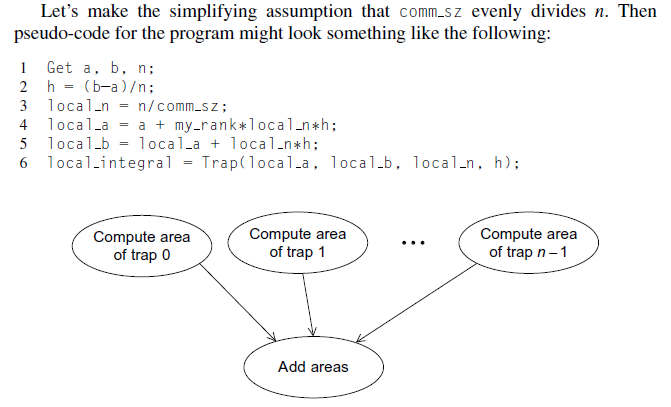 Let's make the simplifying assumption that comm_sz evenly divides n. Then
pseudo-code for the program might look something like the following:
1 Get a, b, n;
2 h = (b−a)/n;
3 local_n = n/comm_sz;
4 local_a = a + my_rank*local_n*h;
5 local_b = local_a + local_n*h;
6 local_integral = Trap(local_a, local_b, local_n, h);
Compute area
of trap 0
Compute area
of trap 1
•••
Compute area
of trap n − 1
Add areas